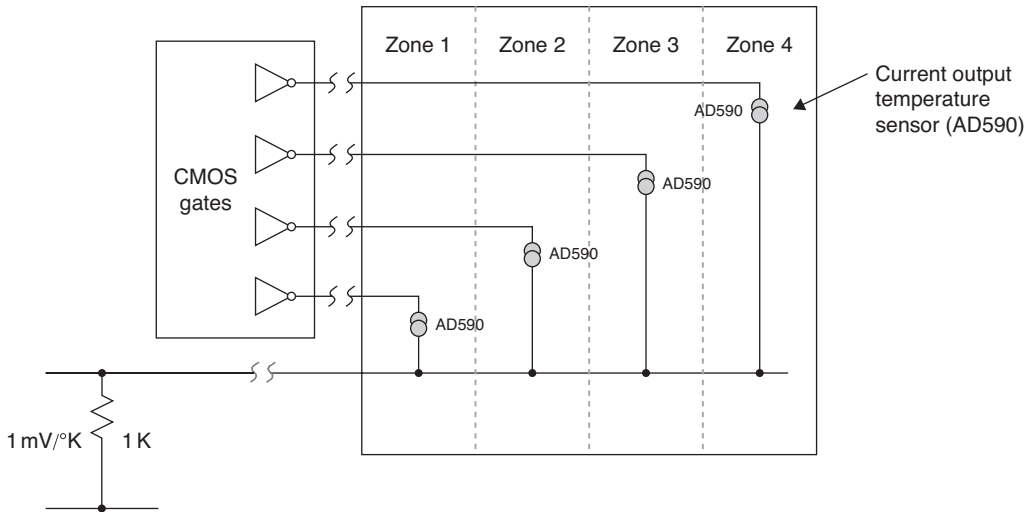 Zone 1
Zone 2
Zone 3
Zone 4
Current output
temperature
sensor (AD590)
AD590
AD590
AD590
AD590
CMOS
gates
1 mV/°K
1 K